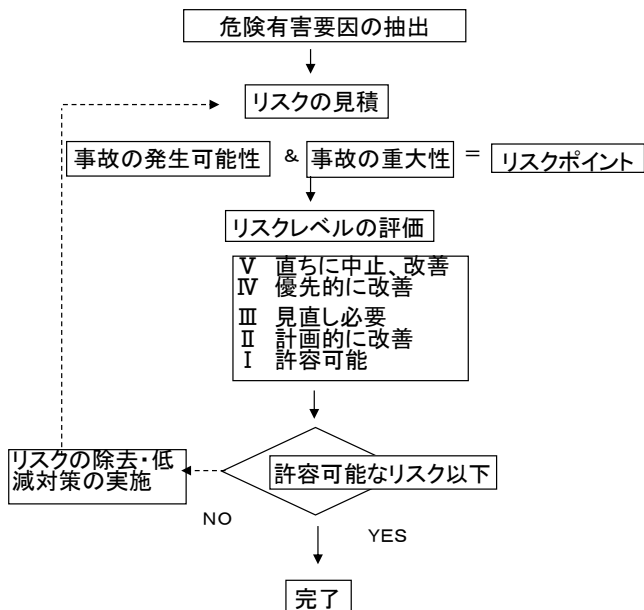 危険有害要因の抽出
リスクの見積
事故の発生可能性 & 事故の重大性 = リスクポイント
リスクレベルの評価
Ⅴ 直ちに中止、改善
Ⅳ 優先的に改善
Ⅲ 見直し必要
Ⅱ 計画的に改善
Ⅰ 許容可能
リスクの除去・低
減対策の実施
許容可能なリスク以下
NO
YES
完了